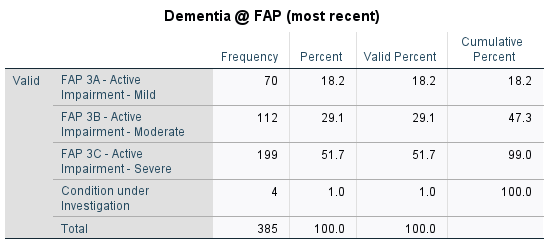 Dementia @ FAP (most recent)
Frequency Percent Valid Percent Cumulative Percent
Valid FAP 3A - Active Impairment - Mild 70 18.2 18.2 18.2
FAP 3B - Active Impairment - Moderate 112 29.1 29.1 47.3
FAP 3C - Active Impairment - Severe 199 51.7 51.7 99.0
Condition under Investigation 4 1.0 1.0 100.0
Total 385 100.0 100.0